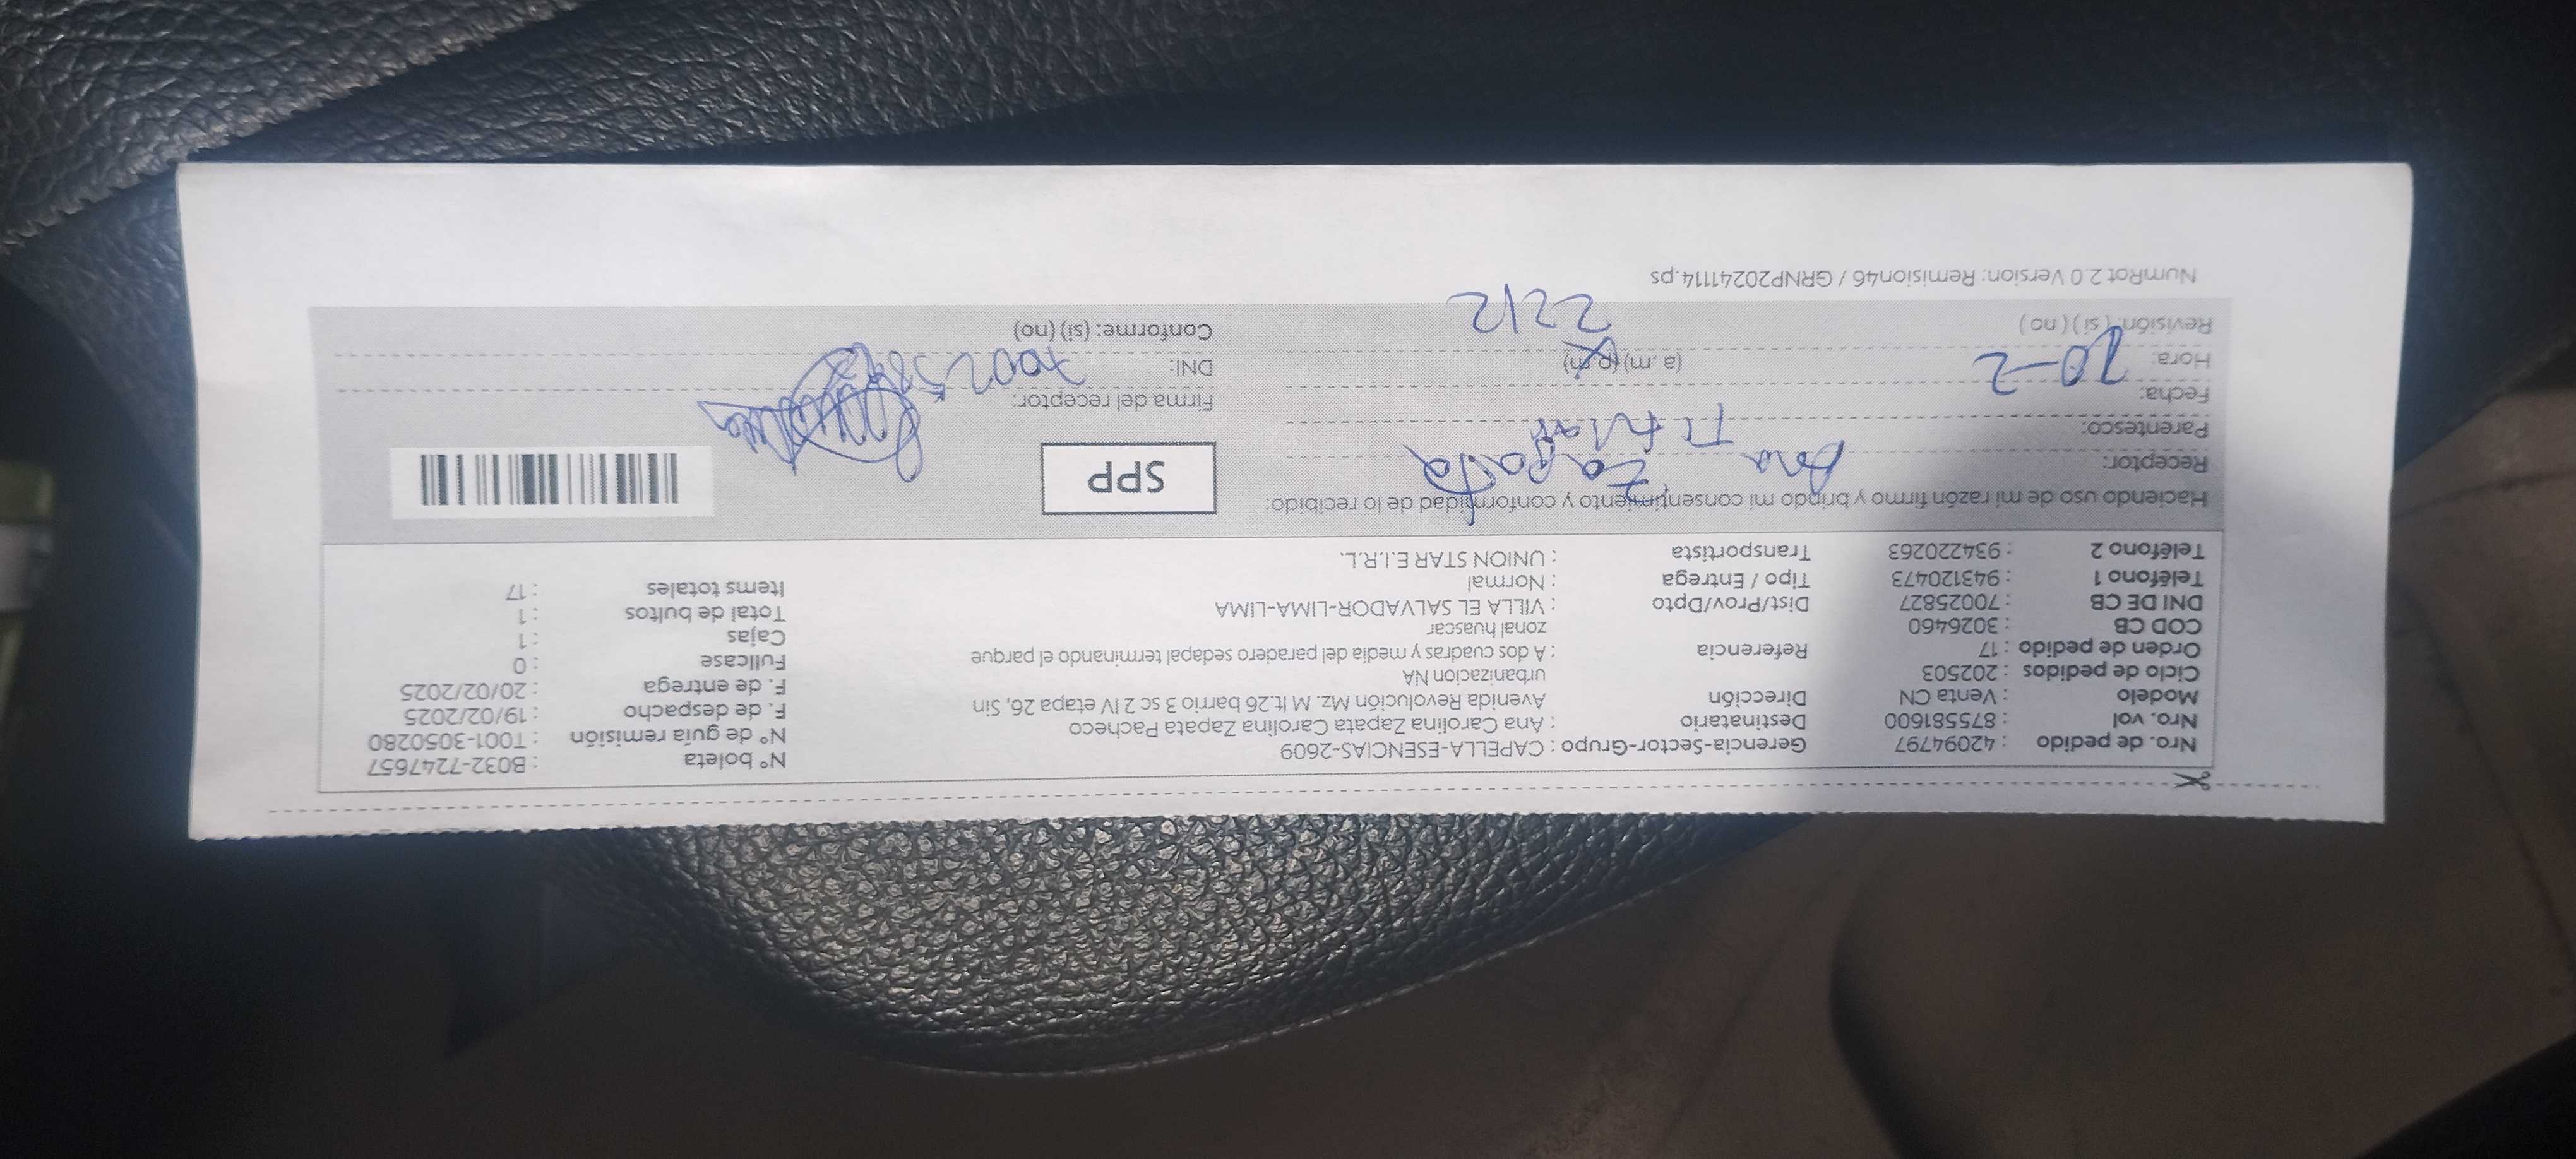 Nro. de pedido : 42094797 Gerencia-Sector-Grupo : CAPELLA-ESENCIAS-2609 N° boleta : B032-7247657
Nro. vol : 875581600 Destinatario : Ana Carolina Zapata Carolina Zapata Pacheco N° de guía remisión : T001-3050280
Modelo : Venta CN Dirección Avenida Revolución Mz. M lt.26 barrio 3 sc 2 IV etapa 26, Sin F. de despacho : 19/02/2025
Ciclo de pedidos : 202503 urbanizacion NA F. de entrega : 20/02/2025
Orden de pedido : 17 Referencia : A dos cuadras y media del paradero sedapal terminando el parque Fullcase : 0
COD CB : 3026460 zonal huascar Cajas : 1
DNI DE CB : 70025827 Dist/Prov/Dpto : VILLA EL SALVADOR-LIMA-LIMA Total de bultos : 1
Teléfono 1 : 943120473 Tipo / Entrega : Normal Items totales : 17
Teléfono 2 : 934220263 Transportista : UNION STAR E.I.R.L.
Haciendo uso de mi razón firmo y brindo mi consentimiento y conformidad de lo recibido:
SPP
Receptor: Ana Zapata
Parentesco: Titular
Firma del receptor:
Fecha: 20-2
Hora: (a.m) (p.m) 2212
DNI:
Revisión: (si) (no) Conforme: (si) (no)
NumRot 2.0 Version: Remision46 / GRNP20241114.ps